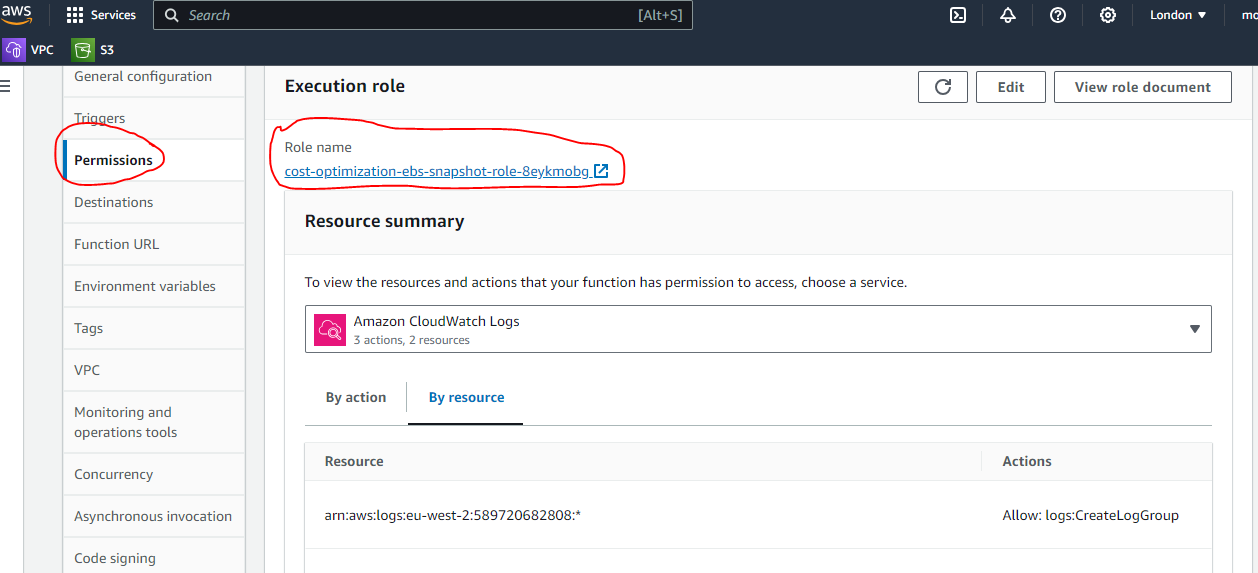 aws Services Search [Alt+S] London
VPC S3
General configuration
Triggers
Permissions
Destinations
Function URL
Environment variables
Tags
VPC
Monitoring and
operations tools
Concurrency
Asynchronous invocation
Code signing
Execution role
Edit View role document
Role name
cost-optimization-ebs-snapshot-role-8eykmobg
Resource summary
To view the resources and actions that your function has permission to access, choose a service.
Amazon CloudWatch Logs
3 actions, 2 resources
By action By resource
Resource Actions
arn:aws:logs:eu-west-2:589720682808:* Allow: logs:CreateLogGroup